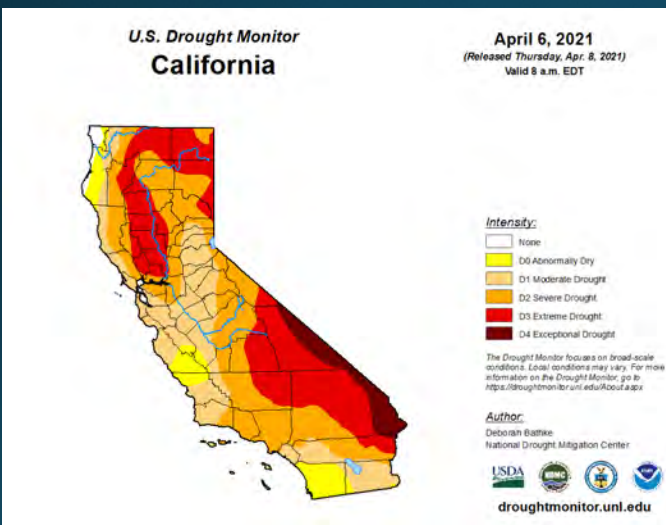 U.S. Drought Monitor
California
April 6, 2021
(Released Thursday, Apr. 8, 2021)
Valid 8 a.m. EDT
Intensity:
None
D0 Abnormally Dry
D1 Moderate Drought
D2 Severe Drought
D3 Extreme Drought
D4 Exceptional Drought
The Drought Monitor focuses on broad-scale
conditions. Local conditions may vary. For more
information on the Drought Monitor, go to
https://droughtmonitor.unl.edu/About.aspx
Author:
Deborah Bathke
National Drought Mitigation Center
USDA
droughtmonitor.unl.edu